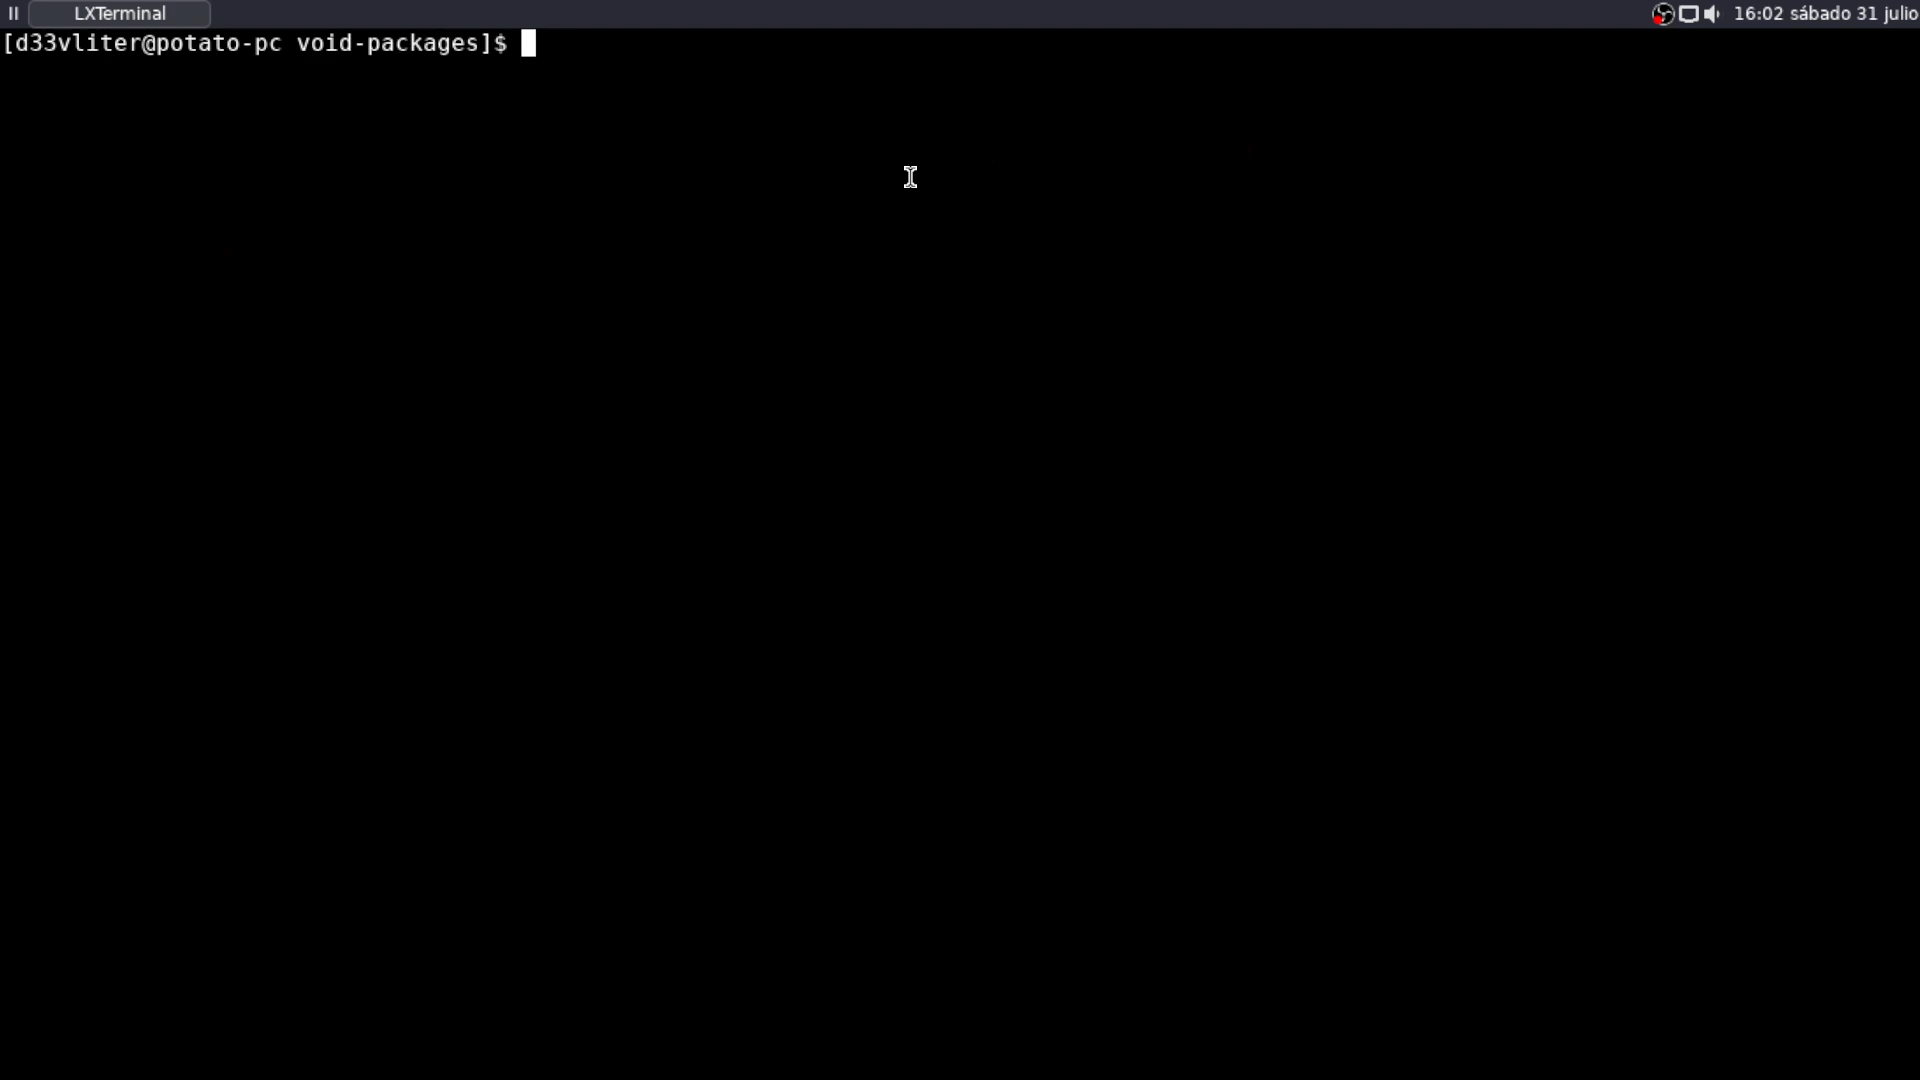 LXTerminal
16:02 sábado 31 julio
[d33vliter@potato-pc void-packages]$